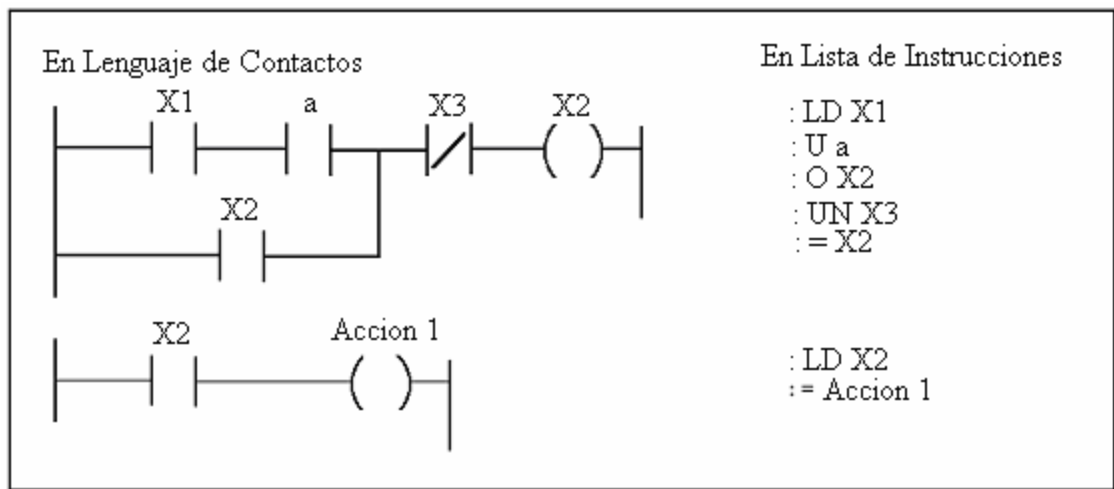 En Lenguaje de Contactos
X1 a X3 X2
X2
X2 Accion 1
En Lista de Instrucciones
: LD X1
: U a
: O X2
: UN X3
: = X2
: LD X2
:= Accion 1